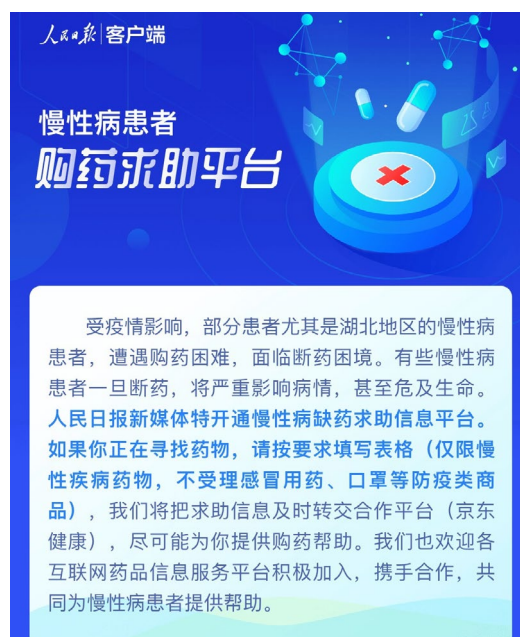 人民日报 客户端
慢性病患者
购药求助平台
受疫情影响，部分患者尤其是湖北地区的慢性病
患者，遭遇购药困难，面临断药困境。有些慢性病
患者一旦断药，将严重影响病情，甚至危及生命。
人民日报新媒体特开通慢性病缺药求助信息平台。
如果你正在寻找药物，请按要求填写表格（仅限慢
性疾病药物，不受理感冒用药、口罩等防疫类商
品），我们将把求助信息及时转交合作平台（京东
健康），尽可能为你提供购药帮助。我们也欢迎各
互联网药品信息服务平台积极加入，携手合作，共
同为慢性病患者提供帮助。